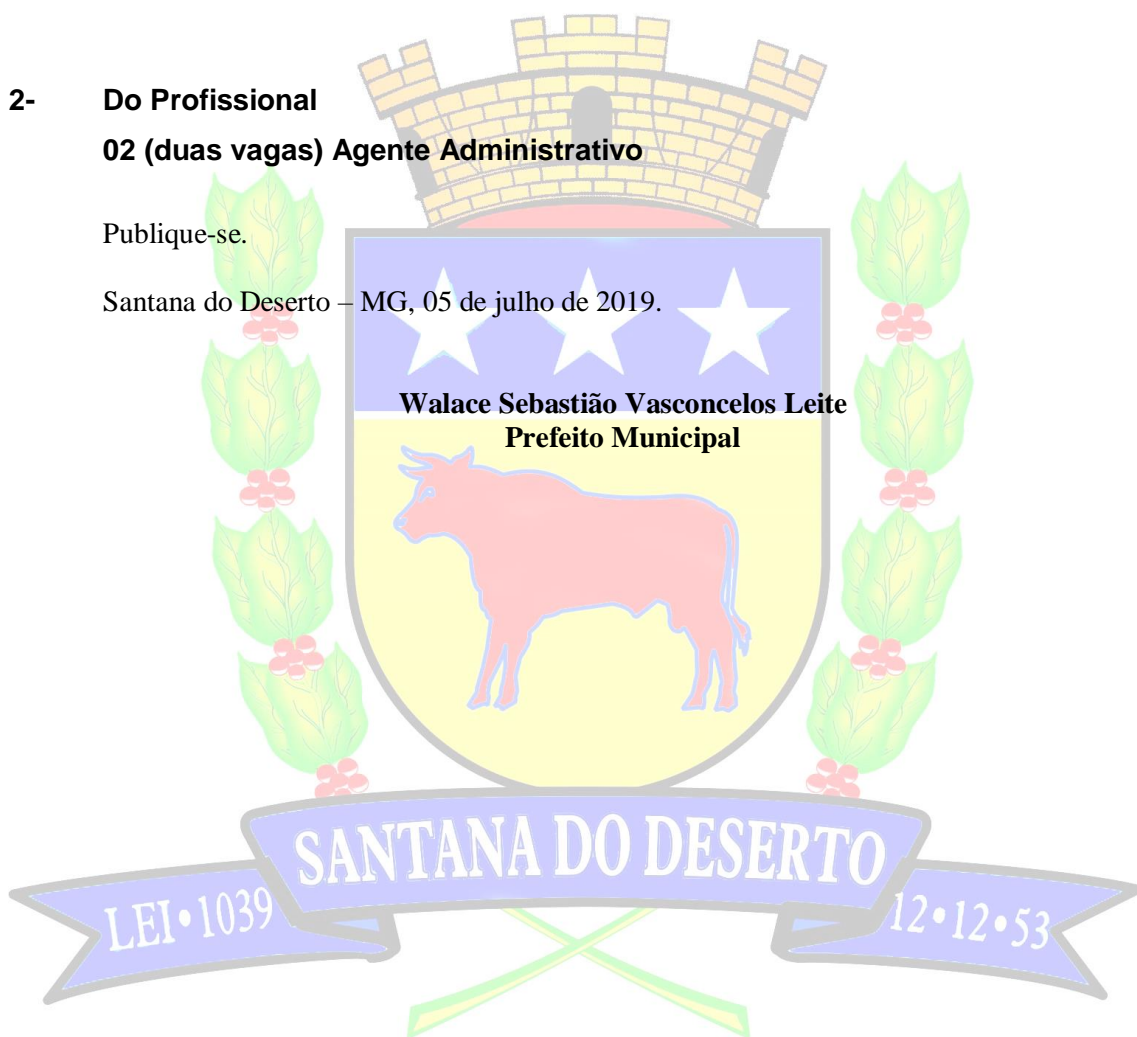 2- Do Profissional
02 (duas vagas) Agente Administrativo
Publique-se.
Santana do Deserto – MG, 05 de julho de 2019.
Walace Sebastião Vasconcelos Leite
Prefeito Municipal
SANTANA DO DESERTO
LEI•1039 12•12•53